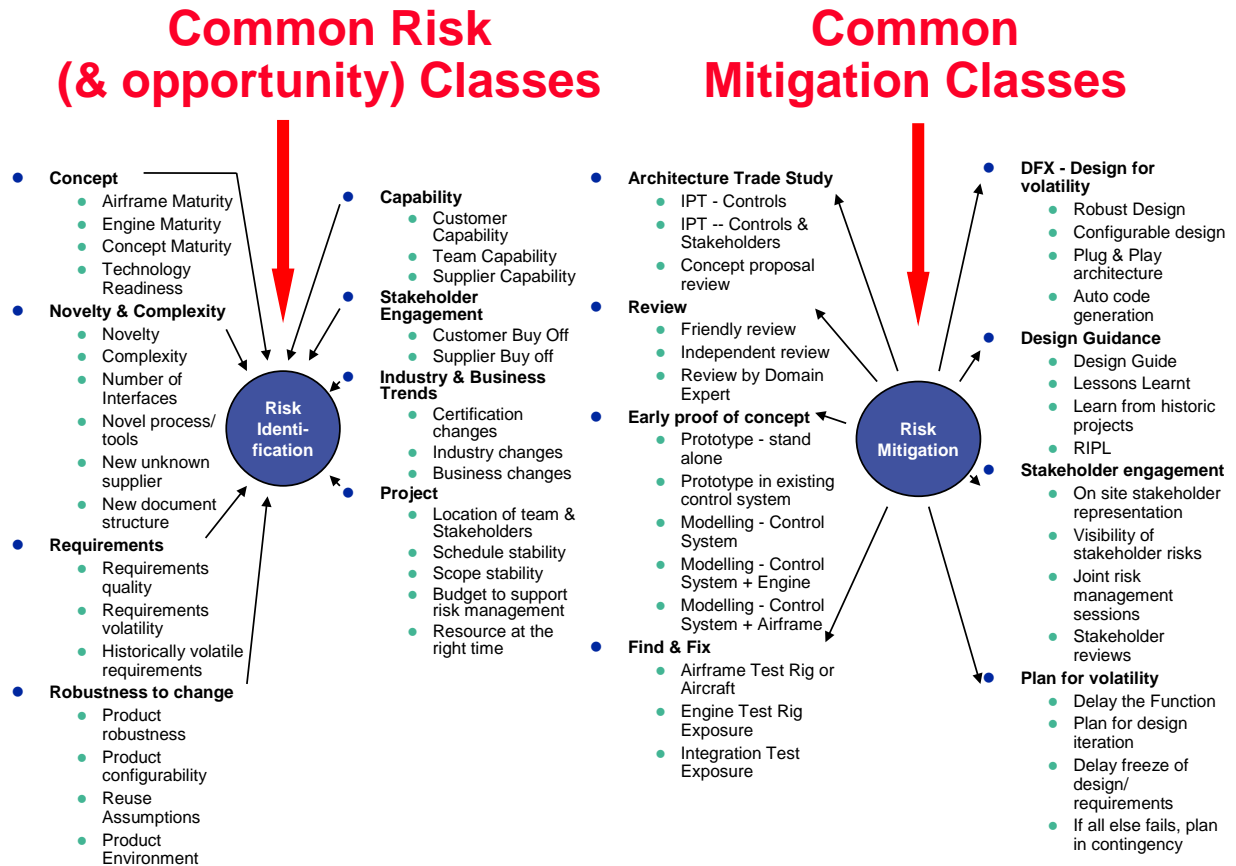 Common Risk
(& opportunity) Classes
Concept
Airframe Maturity
Engine Maturity
Concept Maturity
Technology
Readiness
Novelty & Complexity
Novelty
Complexity
Number of
Interfaces
Novel process/
tools
New unknown
supplier
New document
structure
Requirements
Requirements
quality
Requirements
volatility
Historically volatile
requirements
Robustness to change
Product
robustness
Product
configurability
Reuse
Assumptions
Product
Environment
Risk
Identi-
fication
Capability
Customer
Capability
Team Capability
Supplier Capability
Stakeholder
Engagement
Customer Buy Off
Supplier Buy off
Industry & Business
Trends
Certification
changes
Industry changes
Business changes
Project
Location of team &
Stakeholders
Schedule stability
Scope stability
Budget to support
risk management
Resource at the
right time
Common
Mitigation Classes
Architecture Trade Study
IPT - Controls
IPT -- Controls &
Stakeholders
Concept proposal
review
Review
Friendly review
Independent review
Review by Domain
Expert
Early proof of concept
Prototype - stand
alone
Prototype in existing
control system
Modelling - Control
System
Modelling - Control
System + Engine
Modelling - Control
System + Airframe
Find & Fix
Airframe Test Rig or
Aircraft
Engine Test Rig
Exposure
Integration Test
Exposure
Risk
Mitigation
DFX - Design for
volatility
Robust Design
Configurable design
Plug & Play
architecture
Auto code
generation
Design Guidance
Design Guide
Lessons Learnt
Learn from historic
projects
RIPL
Stakeholder engagement
On site stakeholder
representation
Visibility of
stakeholder risks
Joint risk
management
sessions
Stakeholder
reviews
Plan for volatility
Delay the Function
Plan for design
iteration
Delay freeze of
design/
requirements
If all else fails, plan
in contingency